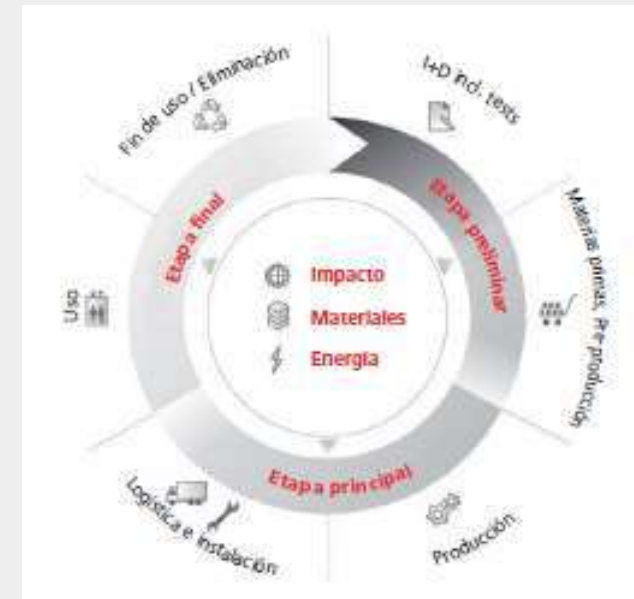 I+D incl. tests
Materias primas, Pre-producción
Producción
Logística e instalación
Uso
Fin de uso / Eliminación
Etapa preliminar
Etapa principal
Etapa final
Impacto
Materiales
Energía